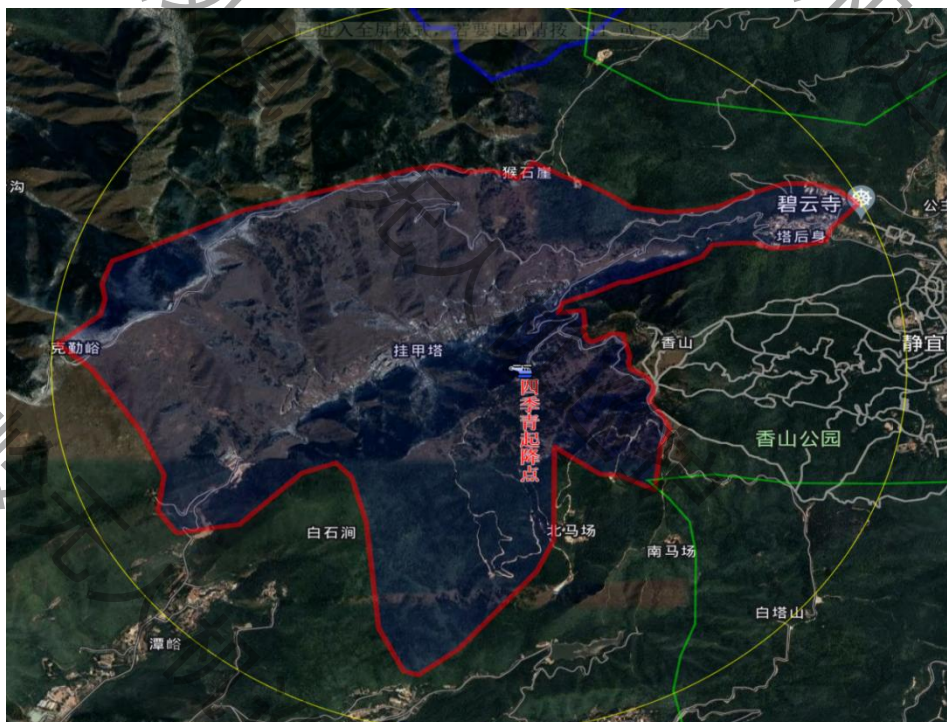 猴石崖
沟
碧云寺
塔后身
克勤峪
挂甲塔
香山
静宜
四季青起降点
香山公园
白石涧
北马场
南马场
白塔山
潭峪